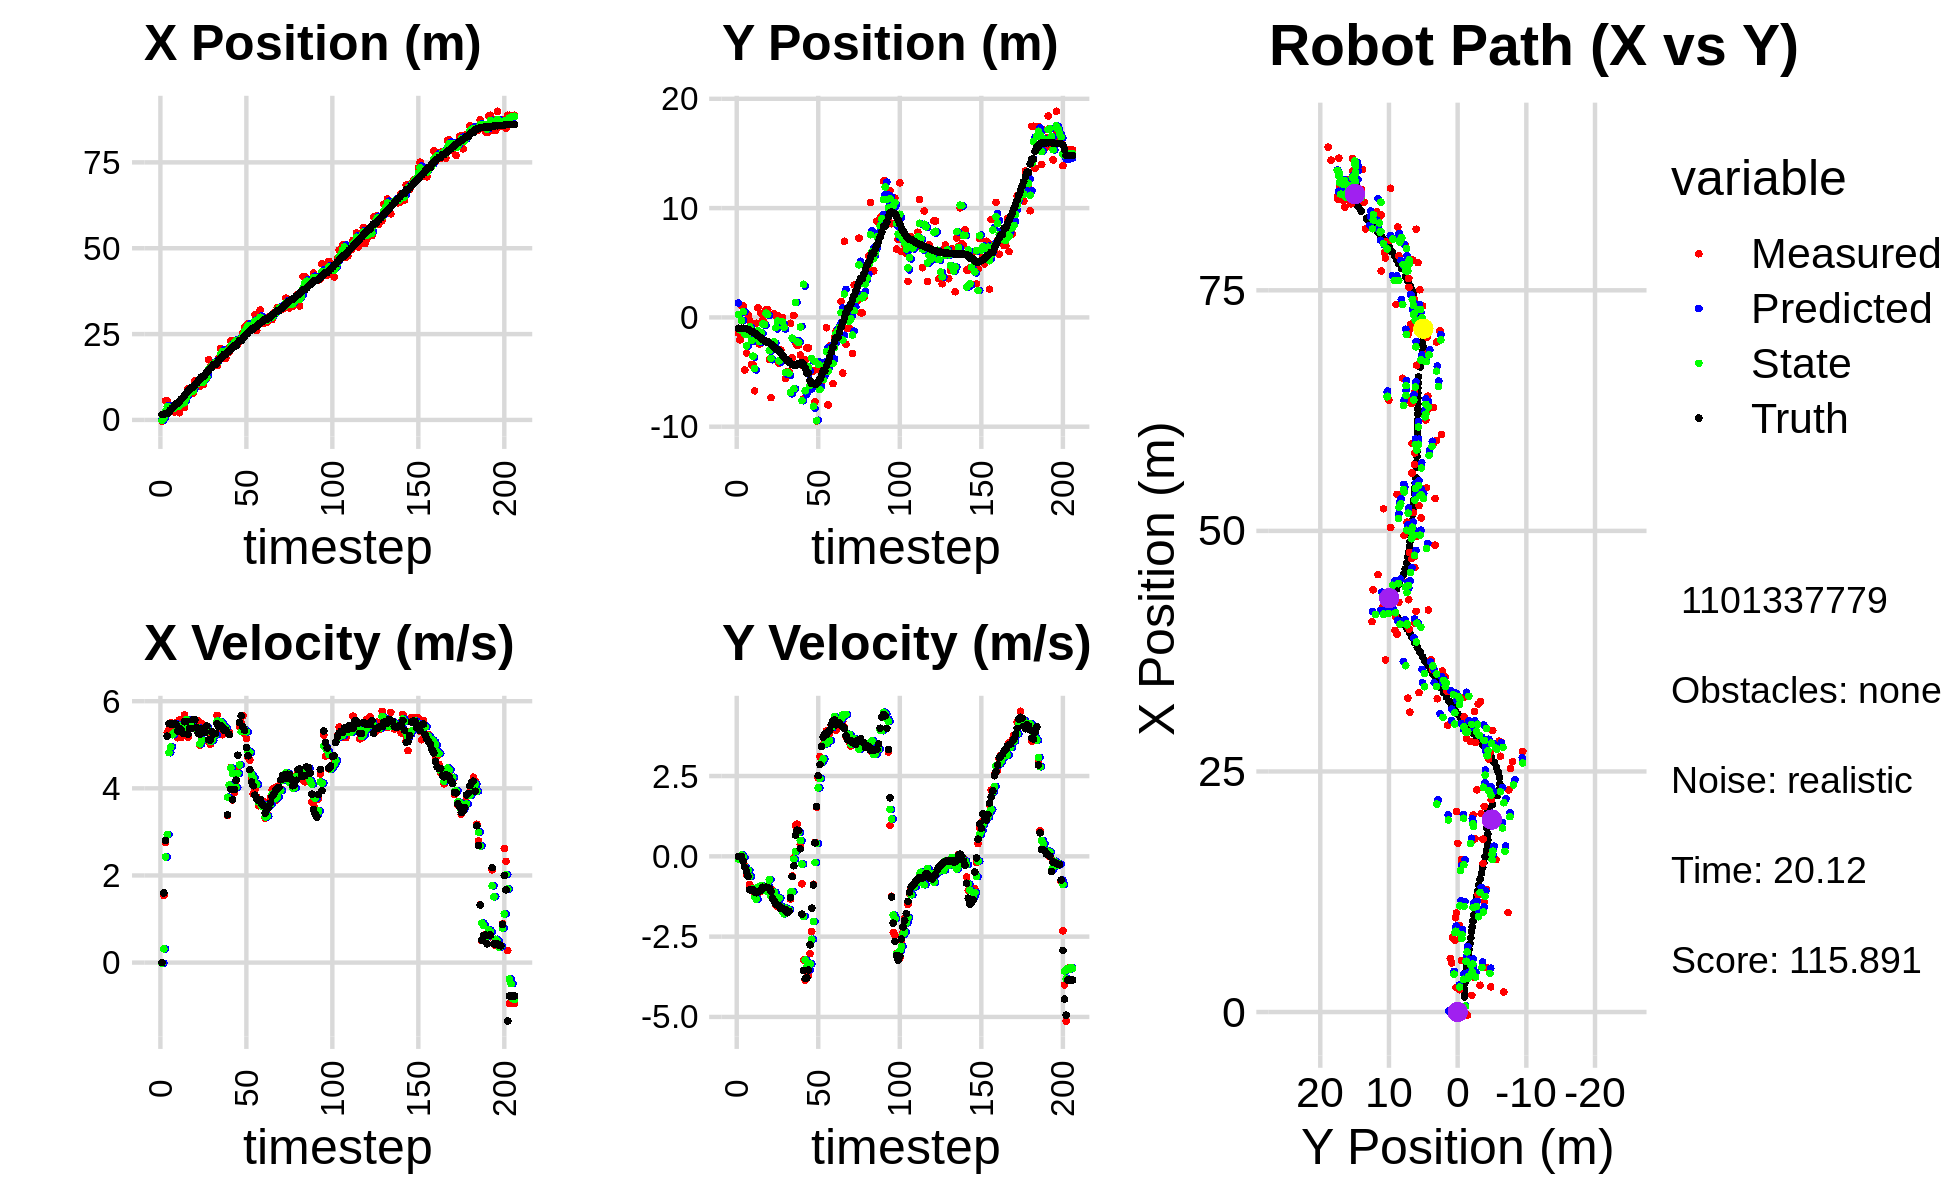 X Position (m)
75
50
25
0
0
50
100
150
200
timestep
Y Position (m)
20
10
0
-10
0
50
100
150
200
timestep
X Velocity (m/s)
6
4
2
0
0
50
100
150
200
timestep
Y Velocity (m/s)
2.5
0.0
-2.5
-5.0
0
50
100
150
200
timestep
Robot Path (X vs Y)
X Position (m)
75
50
25
0
20 10 0 -10 -20
Y Position (m)
variable
Measured
Predicted
State
Truth
1101337779
Obstacles: none
Noise: realistic
Time: 20.12
Score: 115.891